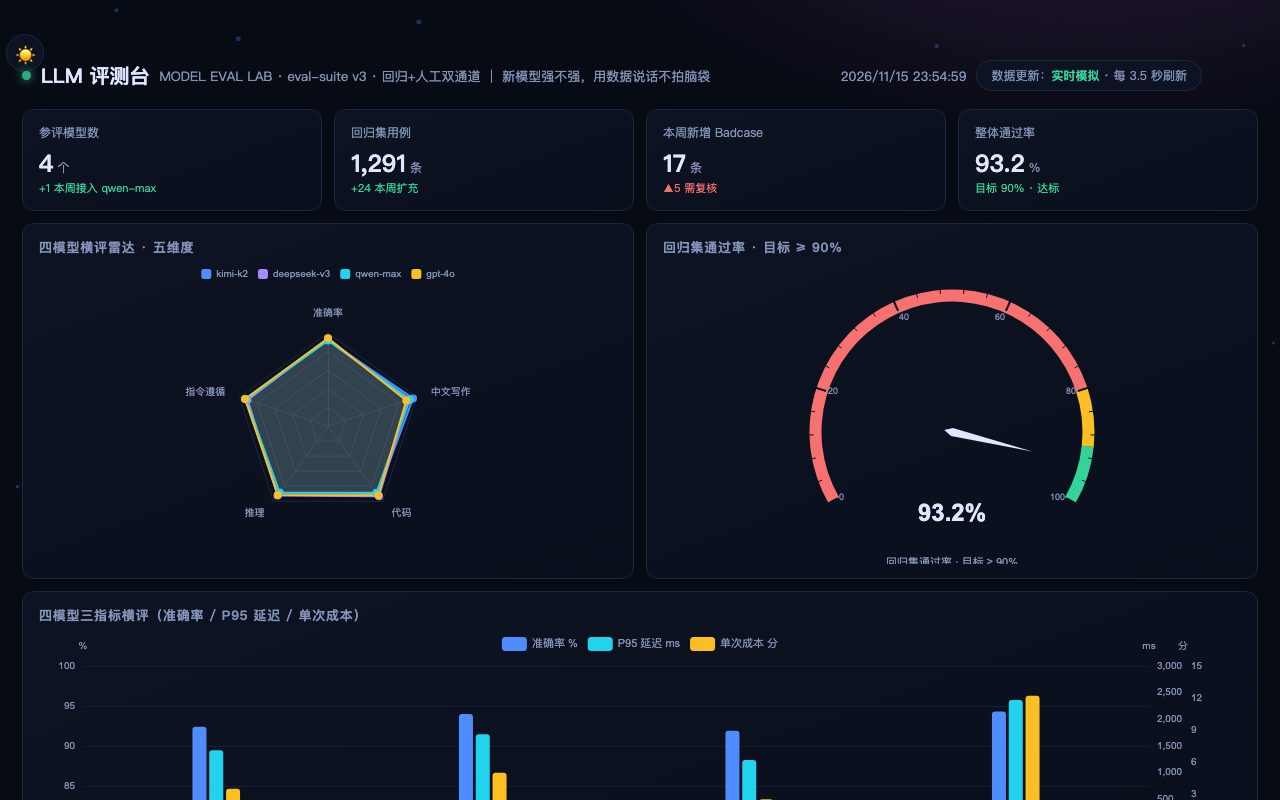 LLM 评测台 MODEL EVAL LAB · eval-suite v3 · 回归+人工双通道 ｜ 新模型强不强，用数据说话不拍脑袋
2026/11/15 23:54:59
数据更新：实时模拟 · 每 3.5 秒刷新
参评模型数
4 个
+1 本周接入 qwen-max
回归集用例
1,291 条
+24 本周扩充
本周新增 Badcase
17 条
▲5 需复核
整体通过率
93.2 %
目标 90% · 达标
四模型横评雷达 · 五维度
kimi-k2 deepseek-v3 qwen-max gpt-4o
准确率
指令遵循
中文写作
推理
代码
回归集通过率 · 目标 ≥ 90%
40 60
20 80
0 100
93.2%
回归集通过率 · 目标 ≥ 90%
四模型三指标横评（准确率 / P95 延迟 / 单次成本）
准确率 % P95 延迟 ms 单次成本 分
% ms 分
100 3,000 15
95 2,500 12
90 2,000 9
85 1,500 6
1,000 3
500